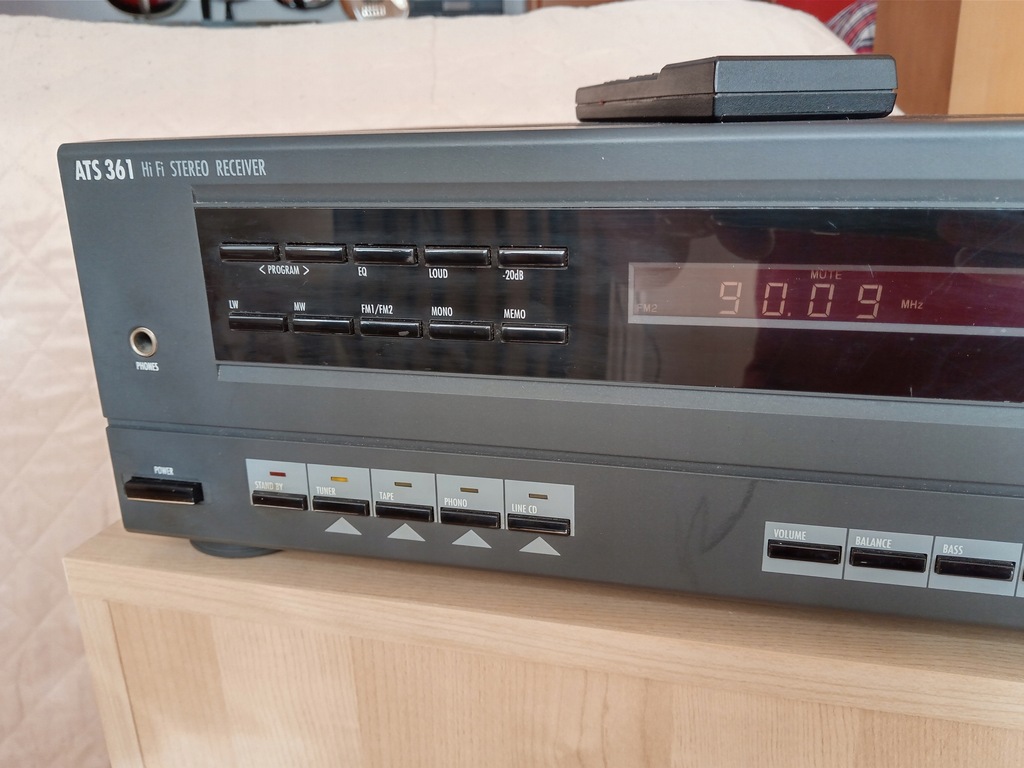 ATS 361 Hi Fi STEREO RECEIVER
< PROGRAM > EQ LOUD -20dB
LW MW FM1/FM2 MONO MEMO
MUTE
FM2 90.09 MHz
PHONES
POWER
STAND BY TUNER TAPE PHONO LINE CD
VOLUME BALANCE BASS